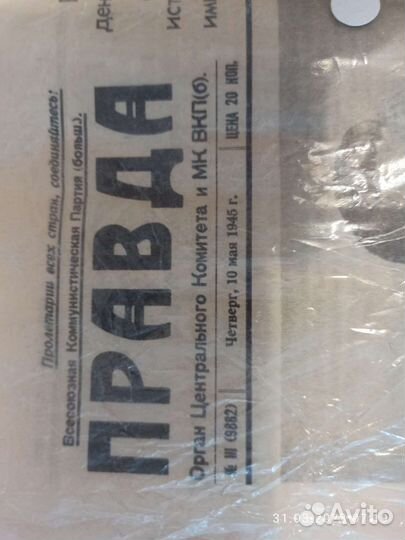 Пролетарии всех стран, соединяйтесь!
Всесоюзная Коммунистическая Партия (больш.).
ПРАВДА
Орган Центрального Комитета и МК ВКП(б).
№ 111 (9882) Четверг, 10 мая 1945 г. ЦЕНА 20 КОП.
Avito